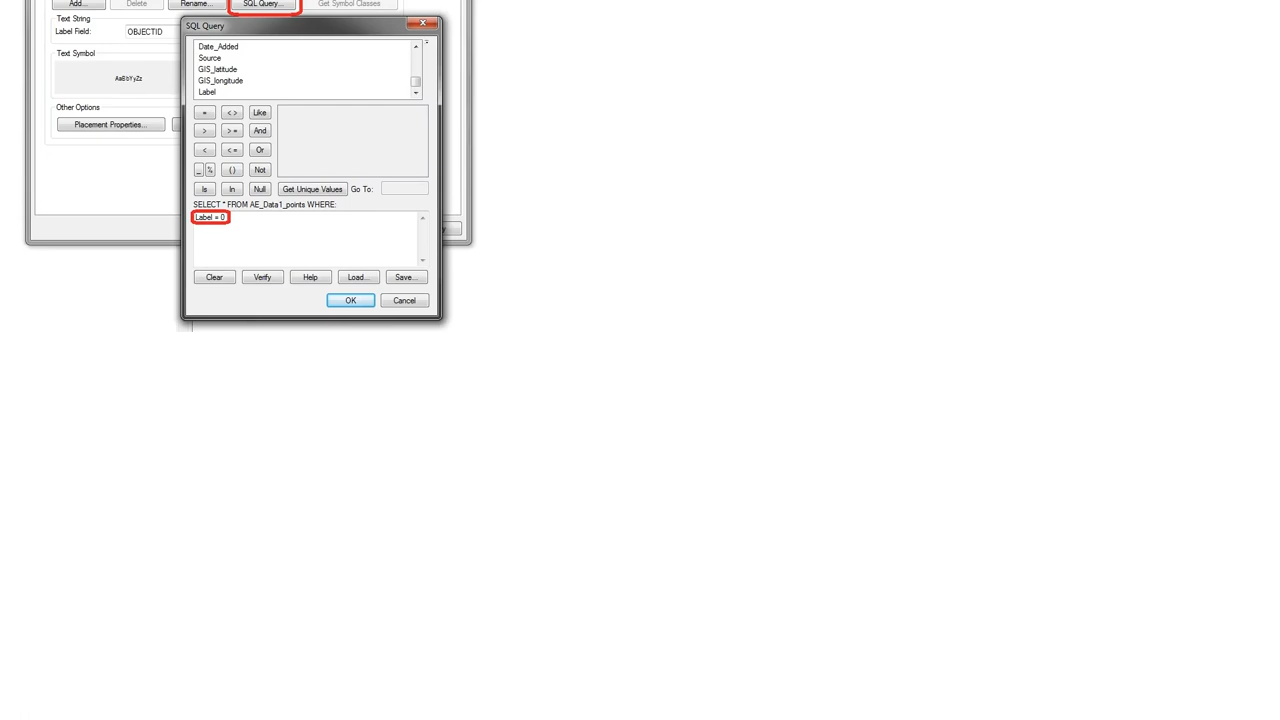 Add...
Delete
Rename...
SQL Query...
Get Symbol Classes
Text String
Label Field:
OBJECTID
Text Symbol
AaBbYyZz
Other Options
Placement Properties...
SQL Query
Date_Added
Source
GIS_latitude
GIS_longitude
Label
= < > Like
> > = And
< < = Or
_ % ( ) Not
Is In Null Get Unique Values Go To:
SELECT * FROM AE_Data1_points WHERE:
Label = 0
Clear Verify Help Load... Save...
OK Cancel